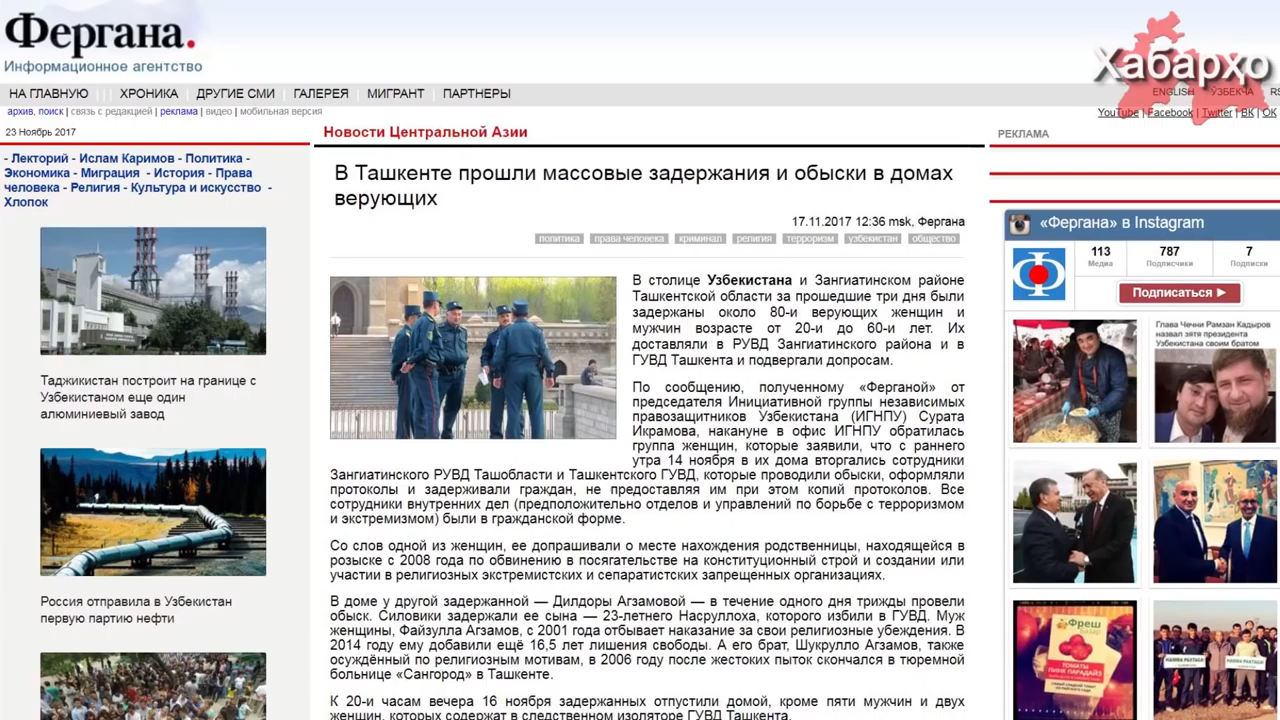 Фергана.
Информационное агентство
Хабарҳо
НА ГЛАВНУЮ ХРОНИКА ДРУГИЕ СМИ ГАЛЕРЕЯ МИГРАНТ ПАРТНЕРЫ
ENGLISH ЎЗБЕКЧА
архив, поиск | связь с редакцией | реклама | видео | мобильная версия
YouTube | Facebook | Twitter | ВК | ОК
23 Ноябрь 2017
- Лекторий - Ислам Каримов - Политика -
Экономика - Миграция - История - Права
человека - Религия - Культура и искусство -
Хлопок
Таджикистан построит на границе с
Узбекистаном еще один
алюминиевый завод
Россия отправила в Узбекистан
первую партию нефти
Новости Центральной Азии
В Ташкенте прошли массовые задержания и обыски в домах
верующих
17.11.2017 12:36 msk, Фергана
политика права человека криминал религия терроризм узбекистан общество
В столице Узбекистана и Зангиатинском районе
Ташкентской области за прошедшие три дня были
задержаны около 80-и верующих женщин и
мужчин возрасте от 20-и до 60-и лет. Их
доставляли в РУВД Зангиатинского района и в
ГУВД Ташкента и подвергали допросам.
По сообщению, полученному «Ферганой» от
председателя Инициативной группы независимых
правозащитников Узбекистана (ИГНПУ) Сурата
Икрамова, накануне в офис ИГНПУ обратилась
группа женщин, которые заявили, что с раннего
утра 14 ноября в их дома вторгались сотрудники
Зангиатинского РУВД Ташобласти и Ташкентского ГУВД, которые проводили обыски, оформляли
протоколы и задерживали граждан, не предоставляя им при этом копий протоколов. Все
сотрудники внутренних дел (предположительно отделов и управлений по борьбе с терроризмом
и экстремизмом) были в гражданской форме.
Со слов одной из женщин, ее допрашивали о месте нахождения родственницы, находящейся в
розыске с 2008 года по обвинению в посягательстве на конституционный строй и создании или
участии в религиозных экстремистских и сепаратистских запрещенных организациях.
В доме у другой задержанной — Дилдоры Агзамовой — в течение одного дня трижды провели
обыск. Силовики задержали ее сына — 23-летнего Насруллоха, которого избили в ГУВД. Муж
женщины, Файзулла Агзамов, с 2001 года отбывает наказание за свои религиозные убеждения. В
2014 году ему добавили ещё 16,5 лет лишения свободы. А его брат, Шукрулло Агзамов, также
осуждённый по религиозным мотивам, в 2006 году после жестоких пыток скончался в тюремной
больнице «Сангород» в Ташкенте.
К 20-и часам вечера 16 ноября задержанных отпустили домой, кроме пяти мужчин и двух
женщин, которых содержат в следственном изоляторе ГУВД Ташкента.
РЕКЛАМА
«Фергана» в Instagram
113 787 7
Медиа Подписчики Подписки
Подписаться
Глава Чечни Рамзан Кадыров
назвал зятя президента
Узбекистана своим братом
Фреш
ТОМАТЫ
ПИНК ПАРАДАЙЗ